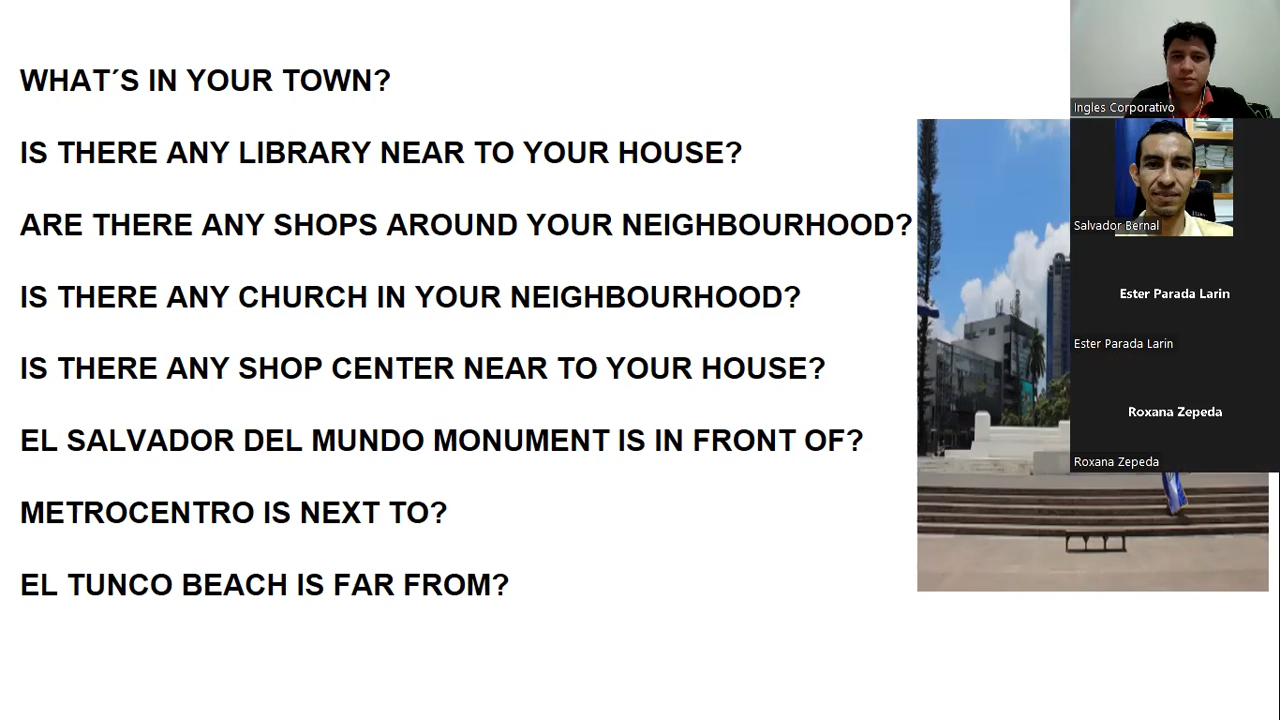 WHAT´S IN YOUR TOWN?
IS THERE ANY LIBRARY NEAR TO YOUR HOUSE?
ARE THERE ANY SHOPS AROUND YOUR NEIGHBOURHOOD?
IS THERE ANY CHURCH IN YOUR NEIGHBOURHOOD?
IS THERE ANY SHOP CENTER NEAR TO YOUR HOUSE?
EL SALVADOR DEL MUNDO MONUMENT IS IN FRONT OF?
METROCENTRO IS NEXT TO?
EL TUNCO BEACH IS FAR FROM?
Ingles Corporativo
Salvador Bernal
Ester Parada Larin
Ester Parada Larin
Roxana Zepeda
Roxana Zepeda